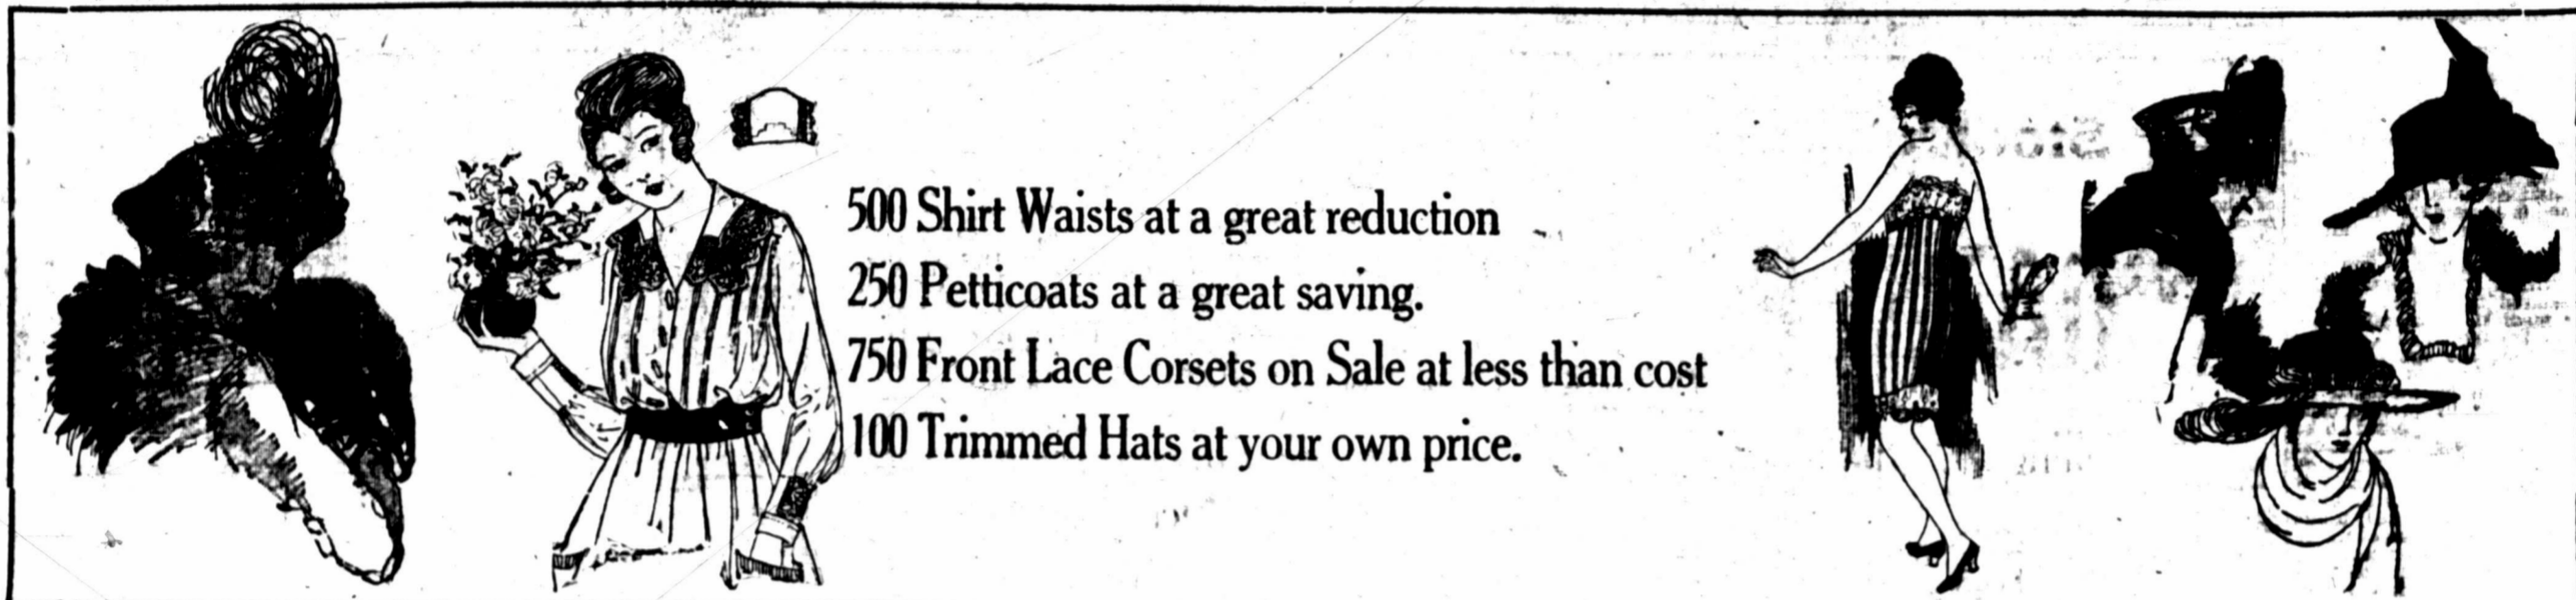 500 Shirt Waists at a great reduction
250 Petticoats at a great saving.
750 Front Lace Corsets on Sale at less than cost
100 Trimmed Hats at your own price.